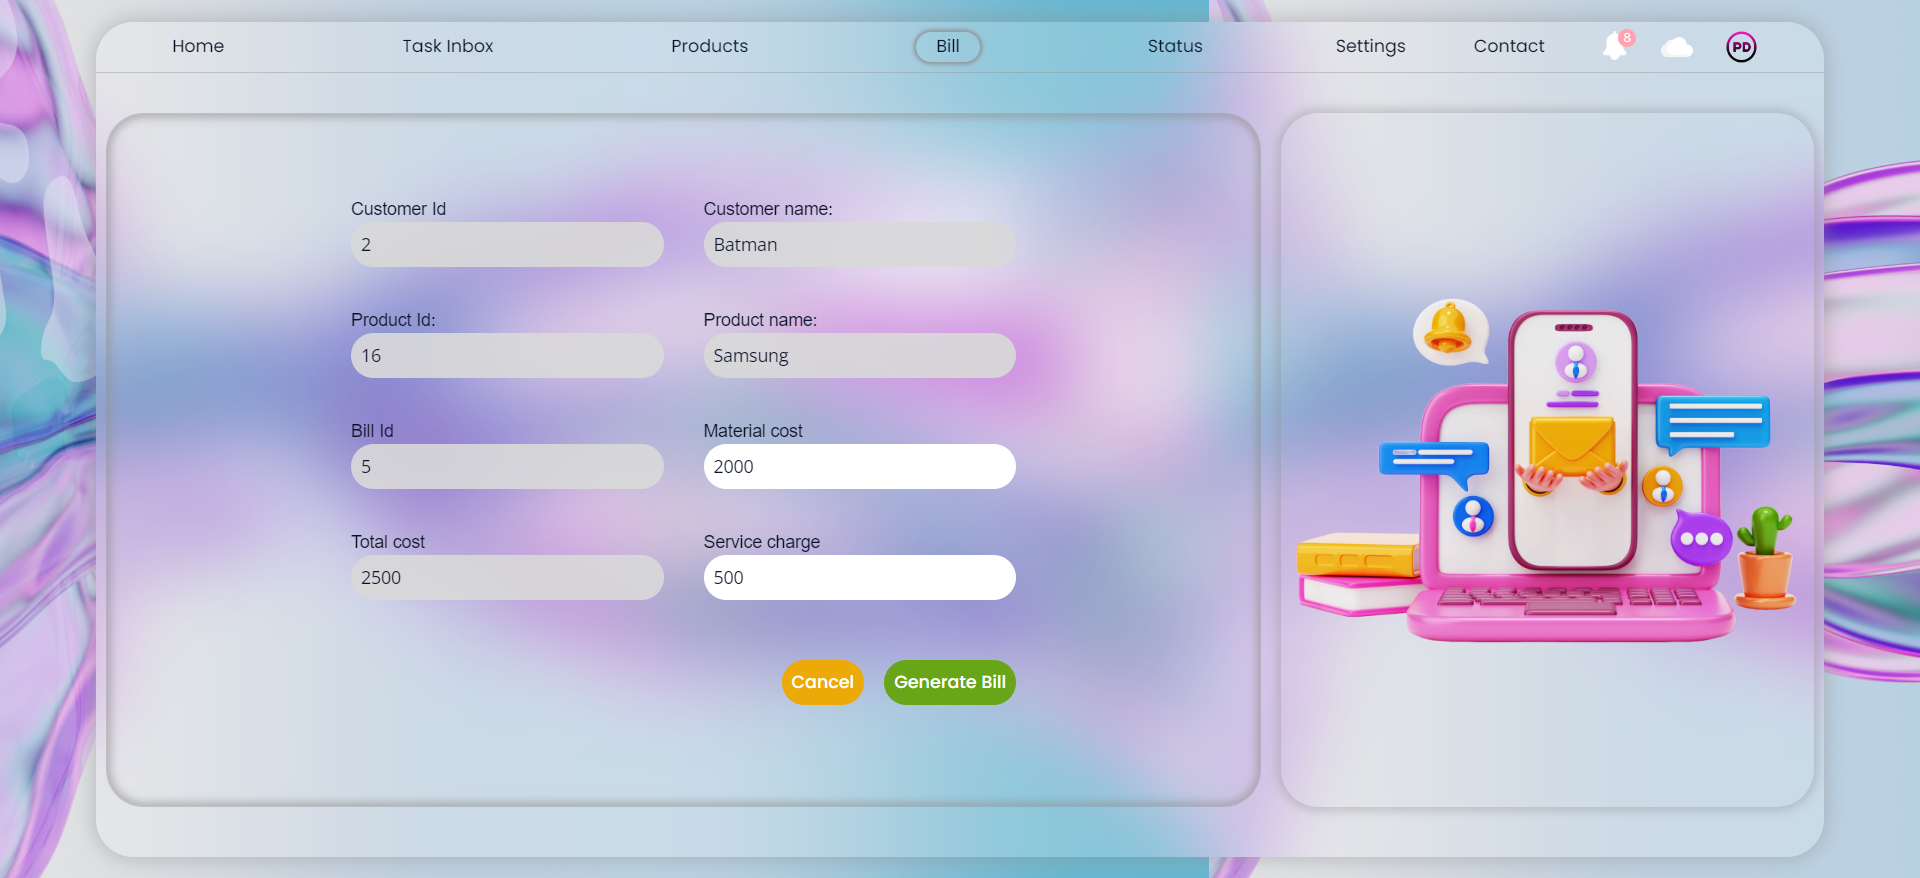 Home Task Inbox Products Bill Status Settings Contact 8 PD
Customer Id Customer name:
2 Batman
Product Id: Product name:
16 Samsung
Bill Id Material cost
5 2000
Total cost Service charge
2500 500
Cancel Generate Bill